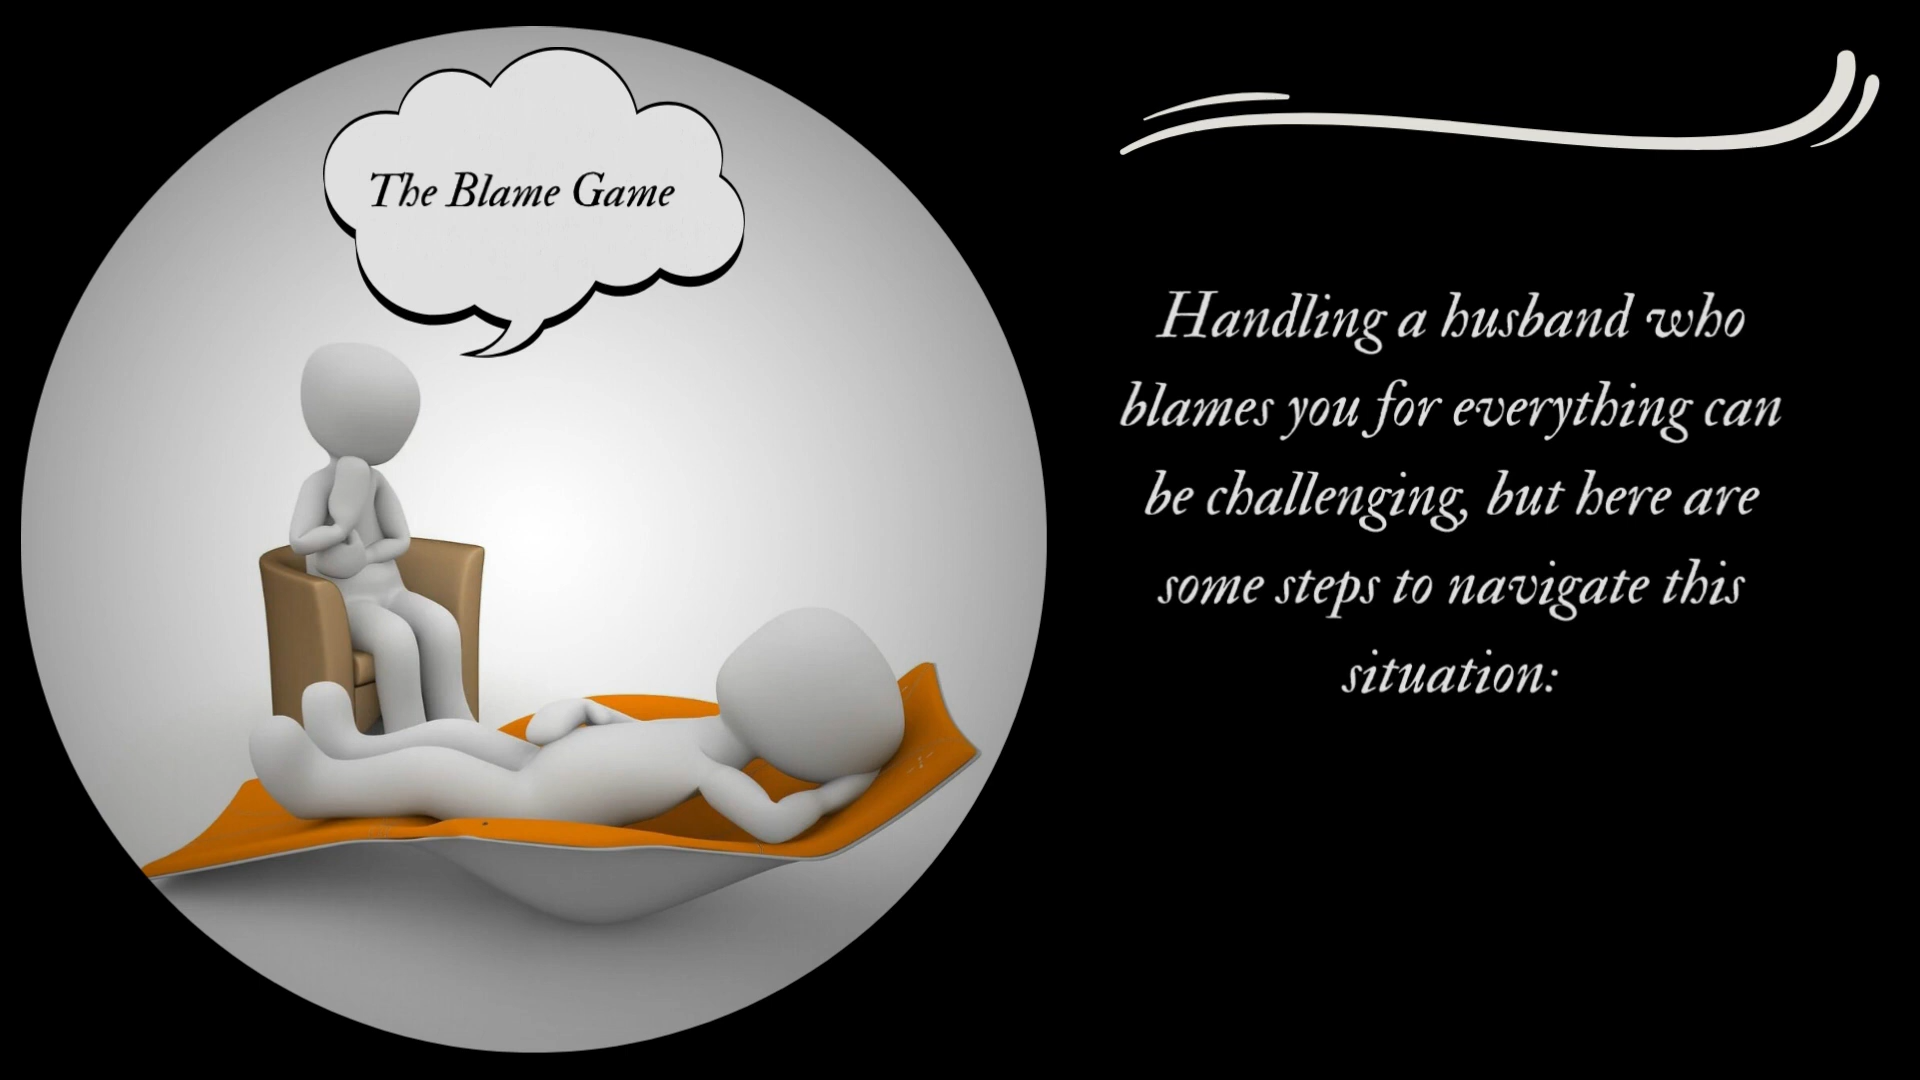 The Blame Game
Handling a husband who
blames you for everything can
be challenging, but here are
some steps to navigate this
situation: